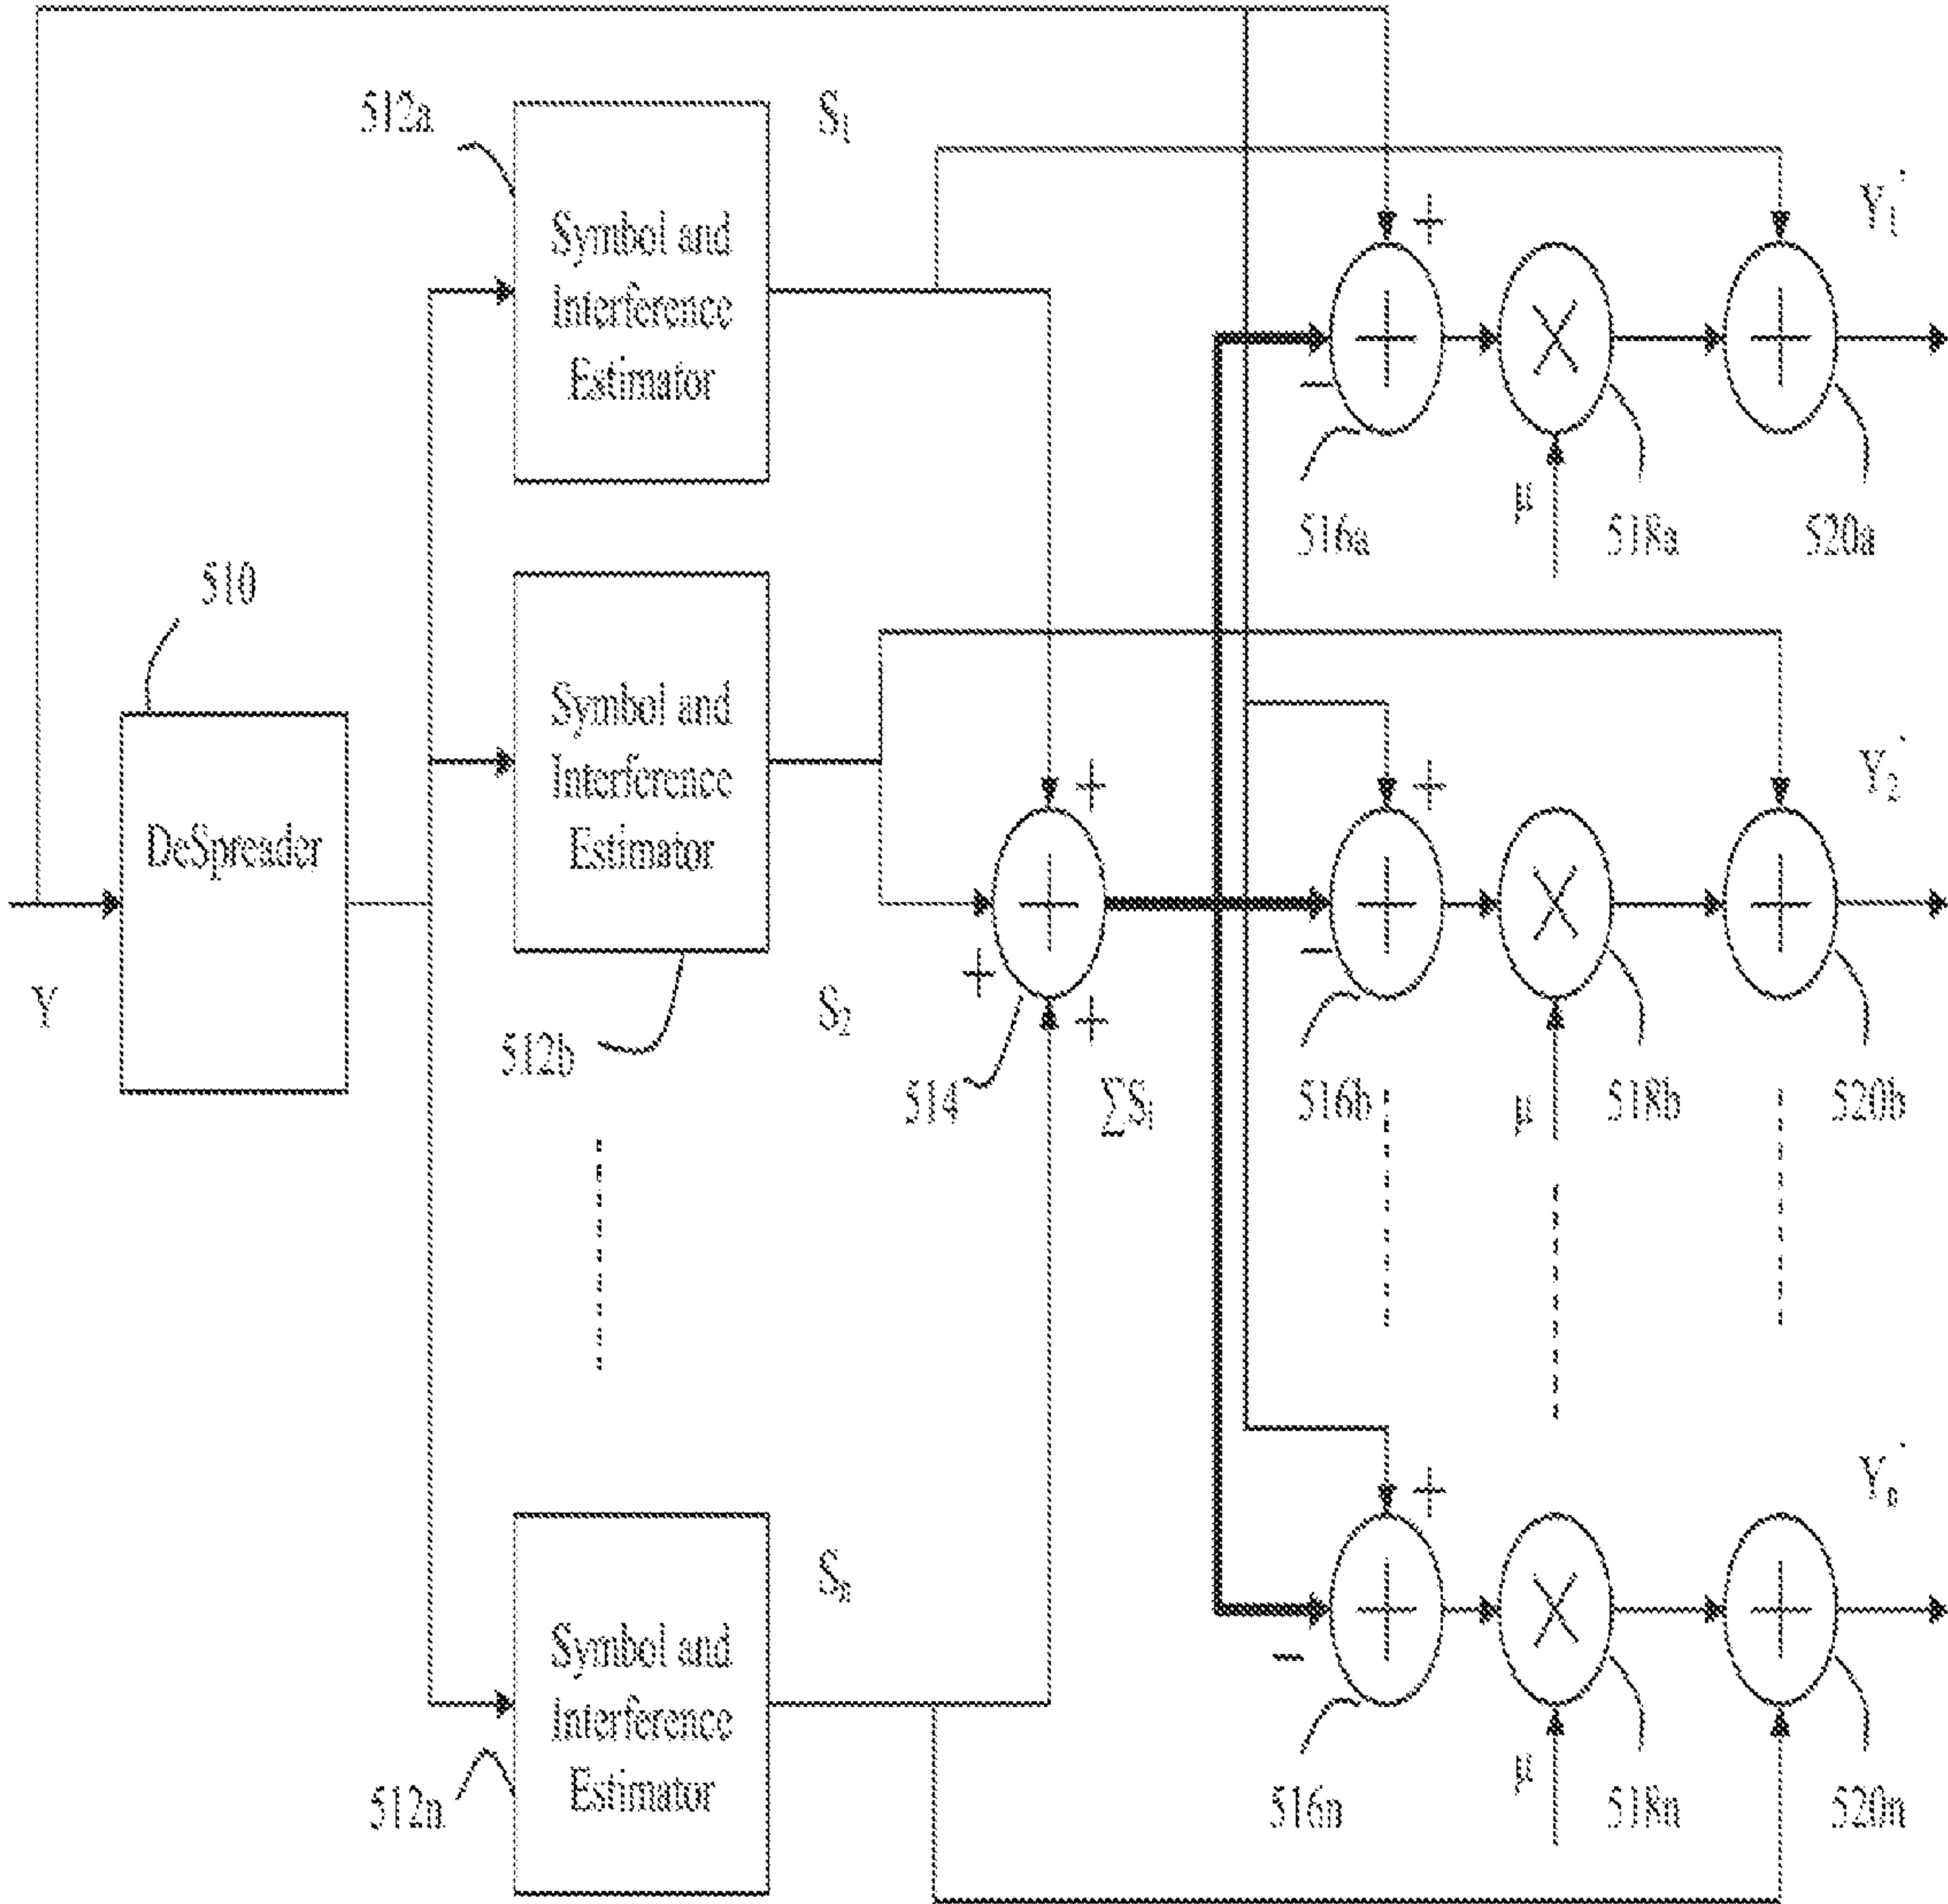 512a
S₁
Symbol and
Interference
Estimator
+
Y₁'
+
×
+
−
516a
μ
518a
520a
510
DeSpreader
Y
Symbol and
Interference
Estimator
512b
S₂
+
+
+
+
514
∑Sᵢ
+
Y₂'
+
×
+
−
516b
μ
518b
520b
Sₙ
Symbol and
Interference
Estimator
512n
+
Yₙ'
+
×
+
−
516n
μ
518n
520n